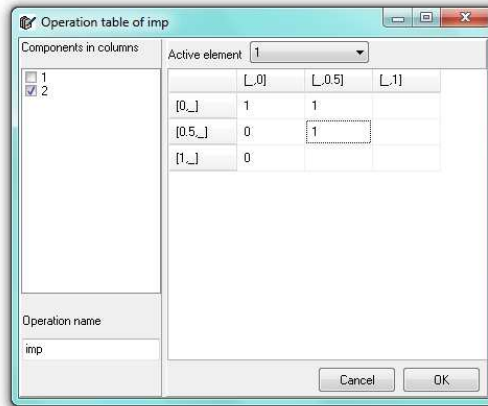 Operation table of imp
Components in columns
1
2
Active element 1
[_,0] [_,0.5] [_,1]
[0,_] 1 1
[0.5,_] 0 1
[1,_] 0
Operation name
imp
Cancel OK